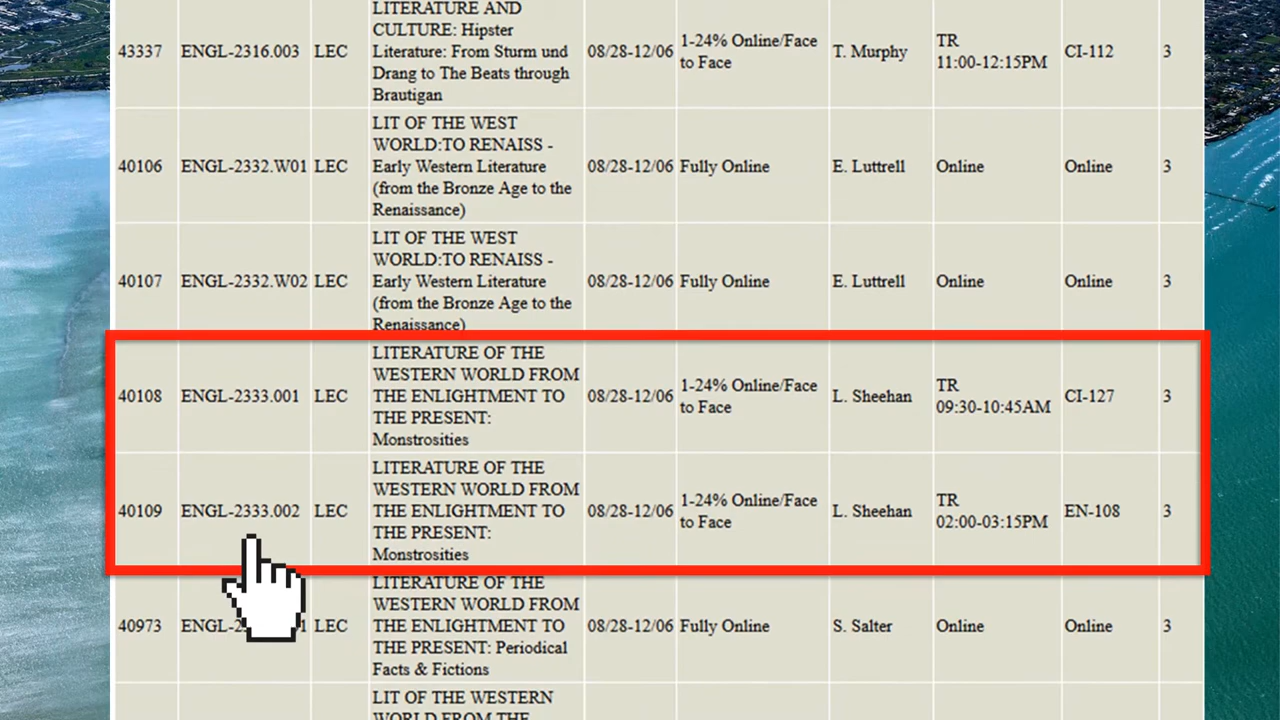 LITERATURE AND
CULTURE: Hipster
Literature: From Sturm und
Drang to The Beats through
Brautigan
43337 ENGL-2316.003 LEC 08/28-12/06 1-24% Online/Face to Face T. Murphy TR 11:00-12:15PM CI-112 3
LIT OF THE WEST
WORLD:TO RENAISS -
Early Western Literature
(from the Bronze Age to the
Renaissance)
40106 ENGL-2332.W01 LEC 08/28-12/06 Fully Online E. Luttrell Online Online 3
LIT OF THE WEST
WORLD:TO RENAISS -
Early Western Literature
(from the Bronze Age to the
Renaissance)
40107 ENGL-2332.W02 LEC 08/28-12/06 Fully Online E. Luttrell Online Online 3
LITERATURE OF THE
WESTERN WORLD FROM
THE ENLIGHTMENT TO
THE PRESENT:
Monstrosities
40108 ENGL-2333.001 LEC 08/28-12/06 1-24% Online/Face to Face L. Sheehan TR 09:30-10:45AM CI-127 3
LITERATURE OF THE
WESTERN WORLD FROM
THE ENLIGHTMENT TO
THE PRESENT:
Monstrosities
40109 ENGL-2333.002 LEC 08/28-12/06 1-24% Online/Face to Face L. Sheehan TR 02:00-03:15PM EN-108 3
LITERATURE OF THE
WESTERN WORLD FROM
THE ENLIGHTMENT TO
THE PRESENT: Periodical
Facts & Fictions
40973 LEC 08/28-12/06 Fully Online S. Salter Online Online 3
LIT OF THE WESTERN
WORLD FROM THE